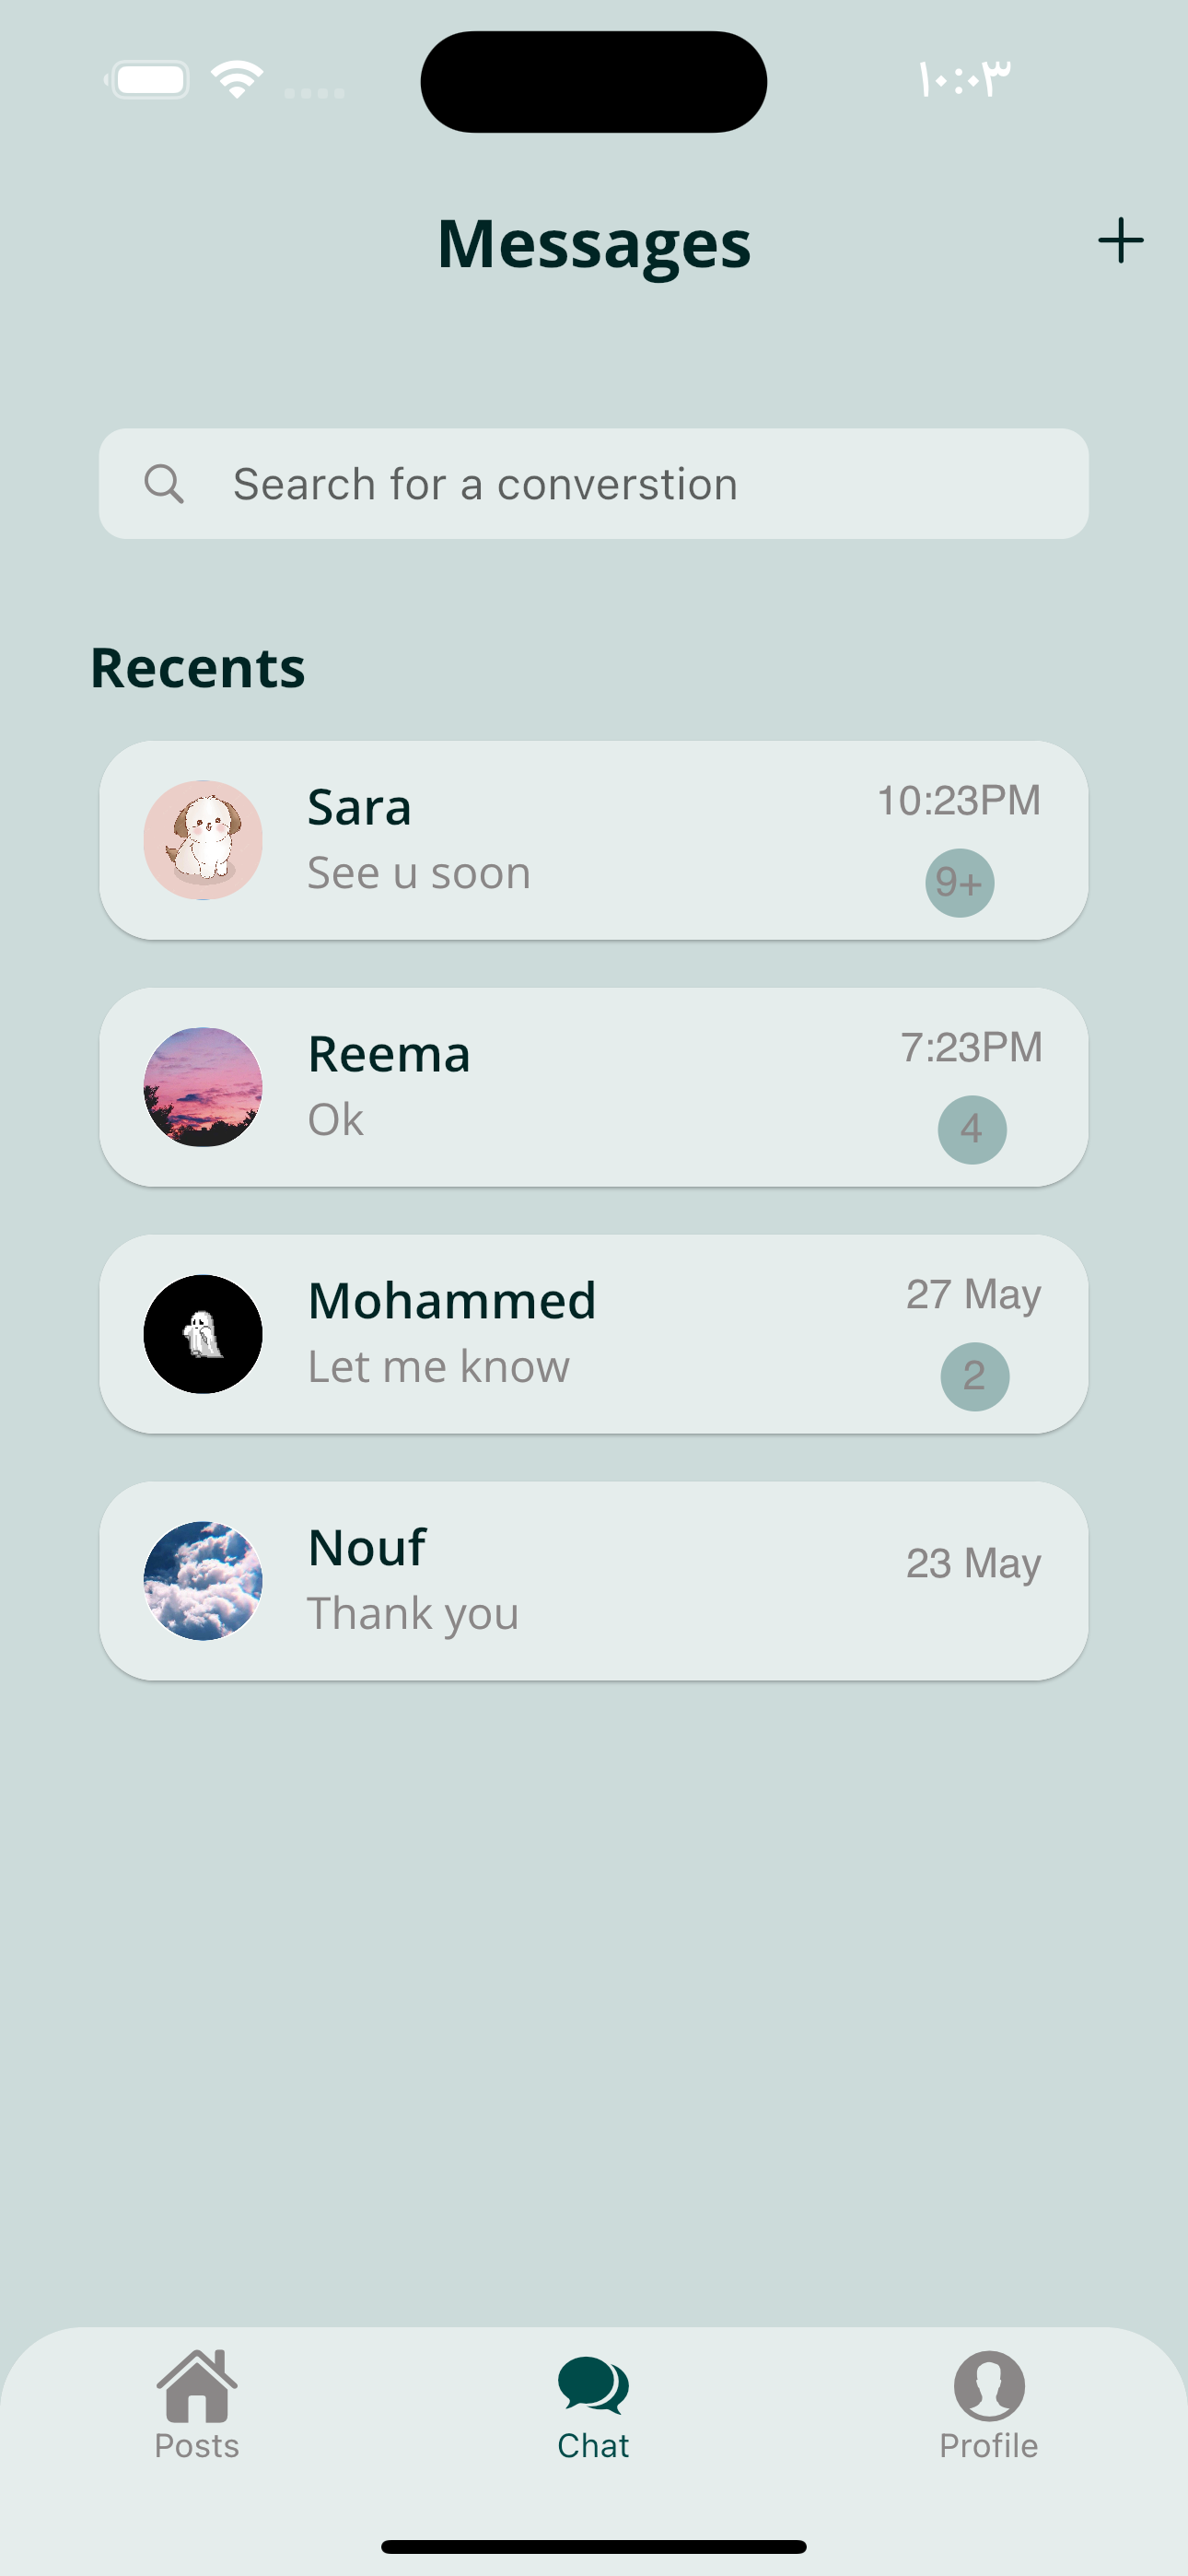 ١٠:٠٣
Messages
Search for a converstion
Recents
Sara
10:23PM
See u soon
9+
Reema
7:23PM
Ok
4
Mohammed
27 May
Let me know
2
Nouf
23 May
Thank you
Posts
Chat
Profile